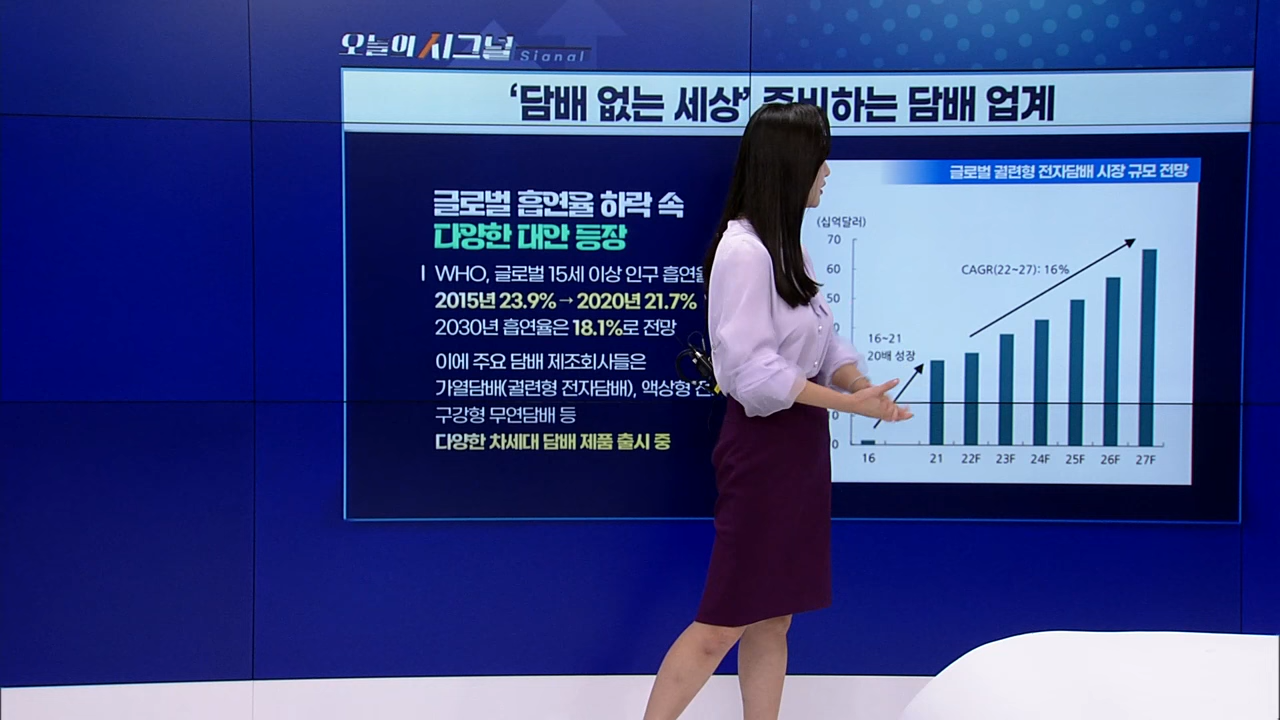 오늘의 시그널
Signal
‘담배 없는 세상’ 준비하는 담배 업계
글로벌 흡연율 하락 속
다양한 대안 등장
WHO, 글로벌 15세 이상 인구 흡연율
2015년 23.9% → 2020년 21.7%
2030년 흡연율은 18.1%로 전망
이에 주요 담배 제조회사들은
가열담배(궐련형 전자담배), 액상형
구강형 무연담배 등
다양한 차세대 담배 제품 출시 중
글로벌 궐련형 전자담배 시장 규모 전망
(십억달러)
70
60
50
0
CAGR(22~27): 16%
16~21
20배 성장
16 21 22F 23F 24F 25F 26F 27F